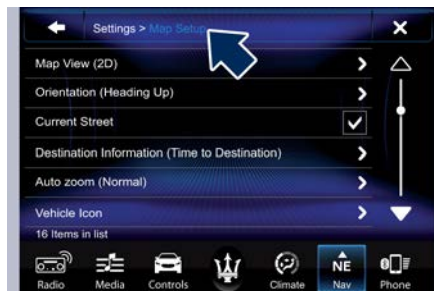 Settings > Map Setup
Map View (2D)
Orientation (Heading Up)
Current Street
Destination Information (Time to Destination)
Auto zoom (Normal)
Vehicle Icon
16 Items in list
NE
Radio Media Controls Climate Nav Phone